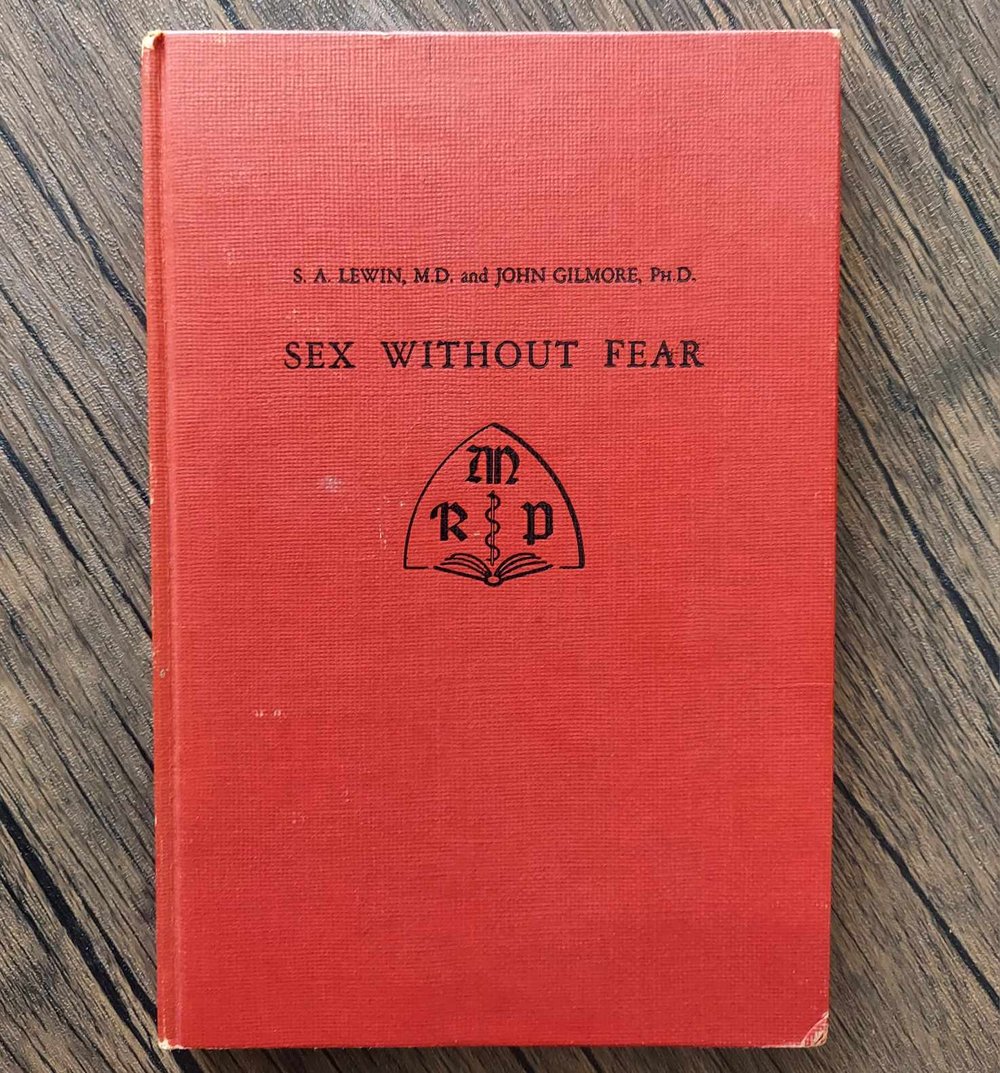 S. A. LEWIN, M.D. and JOHN GILMORE, PH.D.
SEX WITHOUT FEAR
M
R P